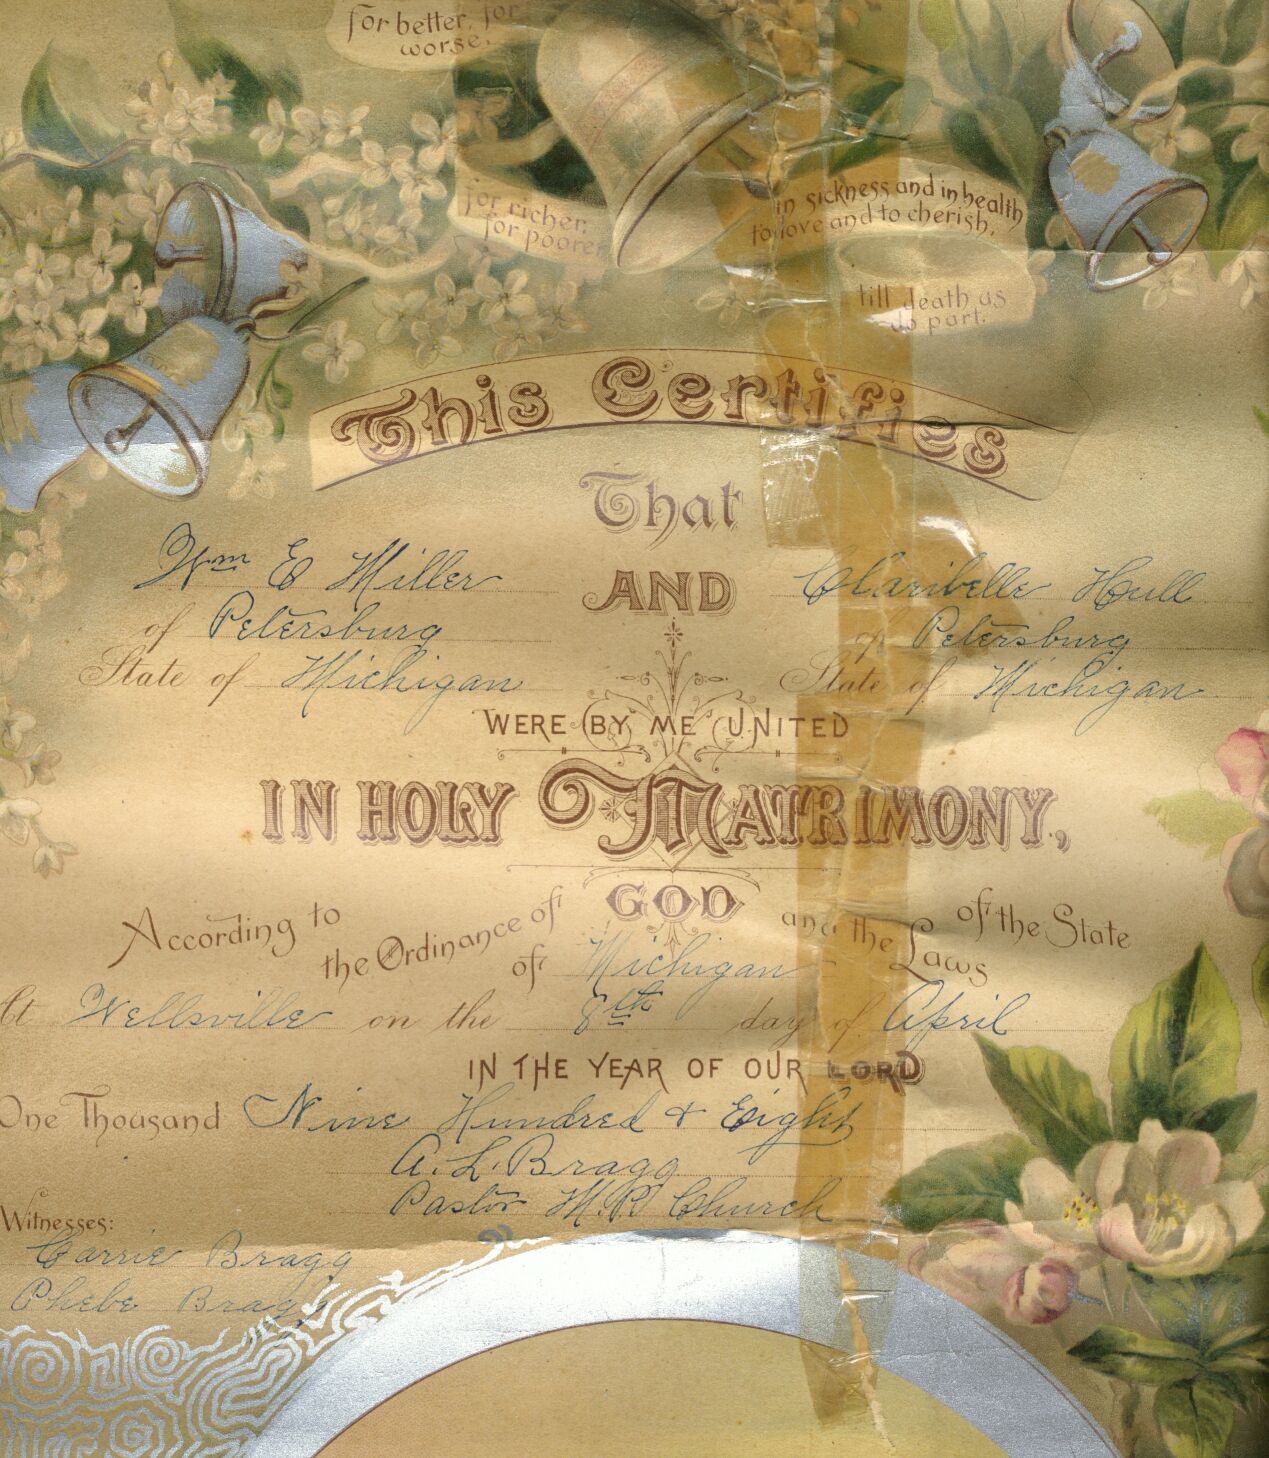 for better, for
worse.
for richer,
for poorer
in sickness and in health
to love and to cherish,
till death us
do part.
This Certifies
That
Wm E Miller AND Claribelle Hull
of Petersburg of Petersburg
State of Michigan State of Michigan
WERE BY ME UNITED
IN HOLY MATRIMONY,
According to the Ordinance of GOD and the Laws of the State
of Michigan
At Wellsville on the 8th day of April
IN THE YEAR OF OUR LORD
One Thousand Nine Hundred & Eight
A. L. Bragg
Pastor M. P. Church
Witnesses:
Carrie Bragg
Phebe Bragg